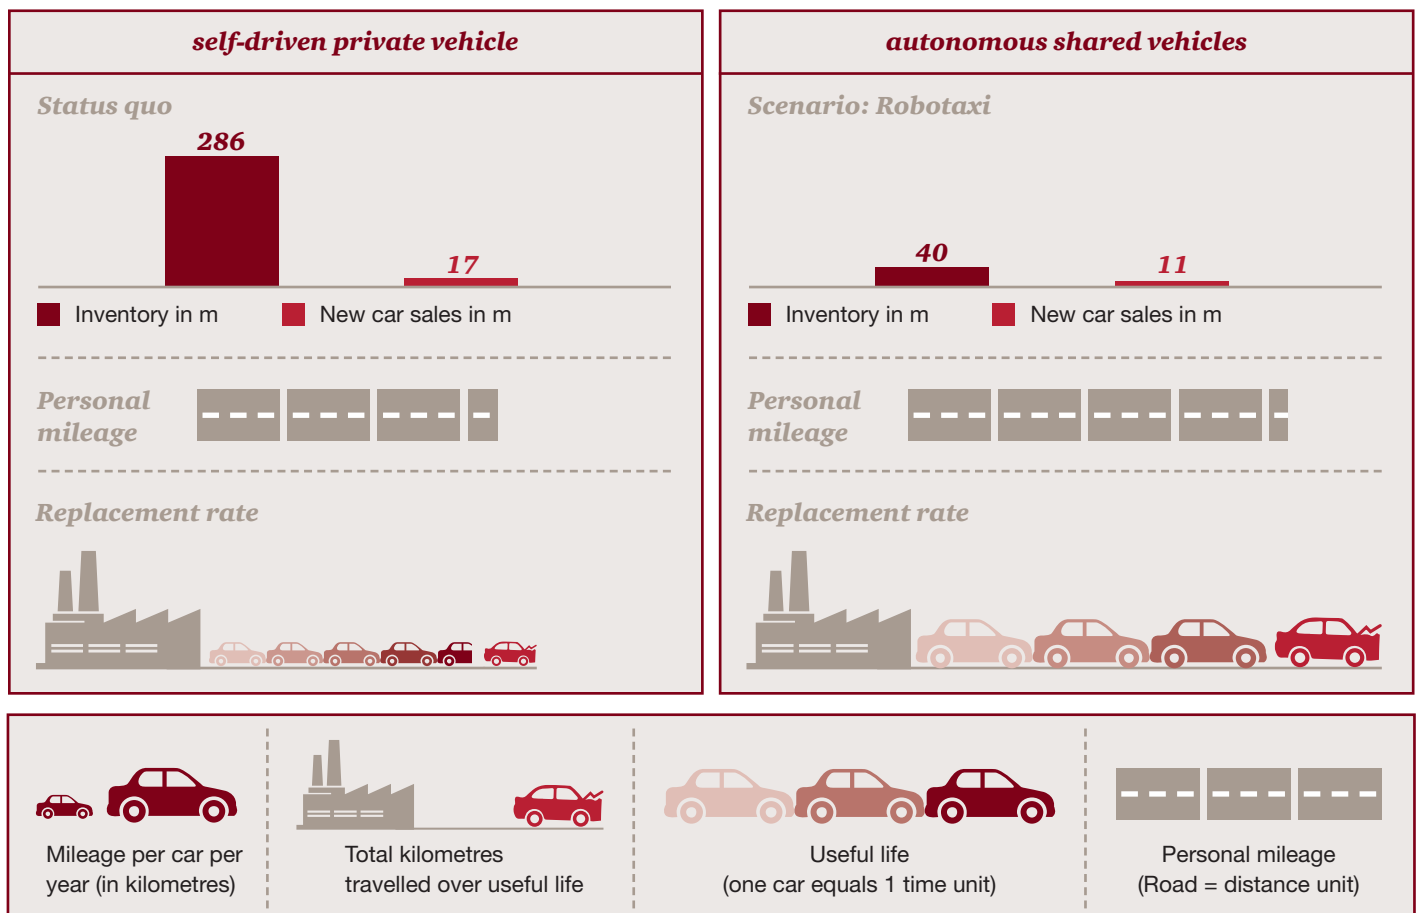 self-driven private vehicle
Status quo
286
17
Inventory in m
New car sales in m
Personal
mileage
Replacement rate
autonomous shared vehicles
Scenario: Robotaxi
40
11
Inventory in m
New car sales in m
Personal
mileage
Replacement rate
Mileage per car per
year (in kilometres)
Total kilometres
travelled over useful life
Useful life
(one car equals 1 time unit)
Personal mileage
(Road = distance unit)